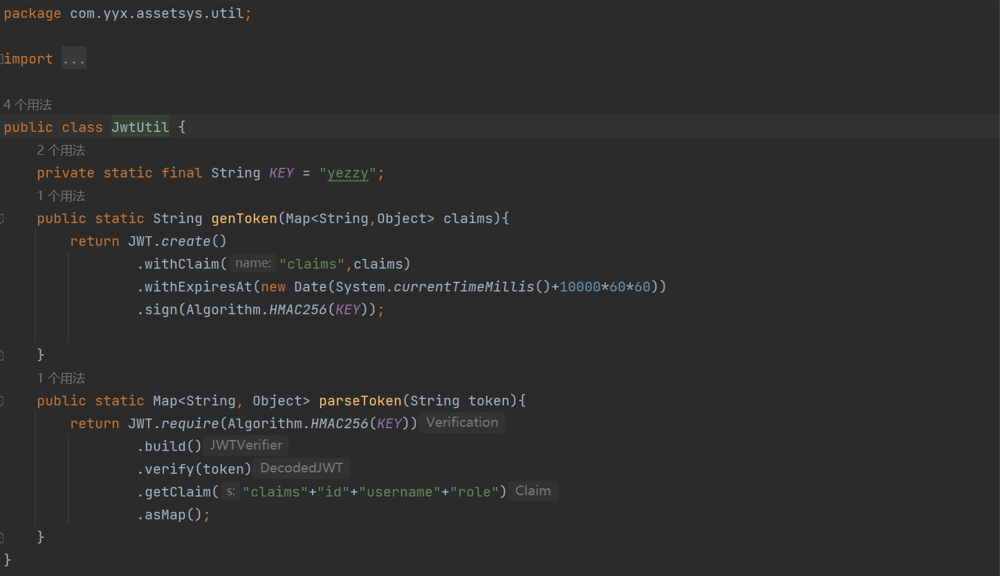 package com.yyx.assetsys.util;
import ...
4 个用法
public class JwtUtil {
2 个用法
private static final String KEY = "yezzy";
1 个用法
public static String genToken(Map<String,Object> claims){
return JWT.create()
.withClaim( name: "claims",claims)
.withExpiresAt(new Date(System.currentTimeMillis()+10000*60*60))
.sign(Algorithm.HMAC256(KEY));
}
1 个用法
public static Map<String, Object> parseToken(String token){
return JWT.require(Algorithm.HMAC256(KEY)) Verification
.build() JWTVerifier
.verify(token) DecodedJWT
.getClaim( s: "claims"+"id"+"username"+"role") Claim
.asMap();
}
}